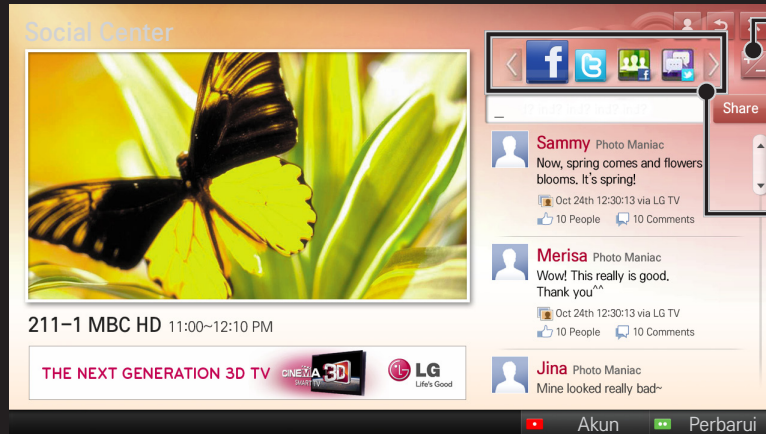 Social Center
f
t
f
Share
Sammy Photo Maniac
Now, spring comes and flowers
blooms. It's spring!
Oct 24th 12:30:13 via LG TV
10 People 10 Comments
Merisa Photo Maniac
Wow! This really is good.
Thank you^^
Oct 24th 12:30:13 via LG TV
10 People 10 Comments
Jina Photo Maniac
Mine looked really bad~
211-1 MBC HD 11:00~12:10 PM
THE NEXT GENERATION 3D TV CINEMA 3D SMART TV LG Life's Good
Akun Perbarui